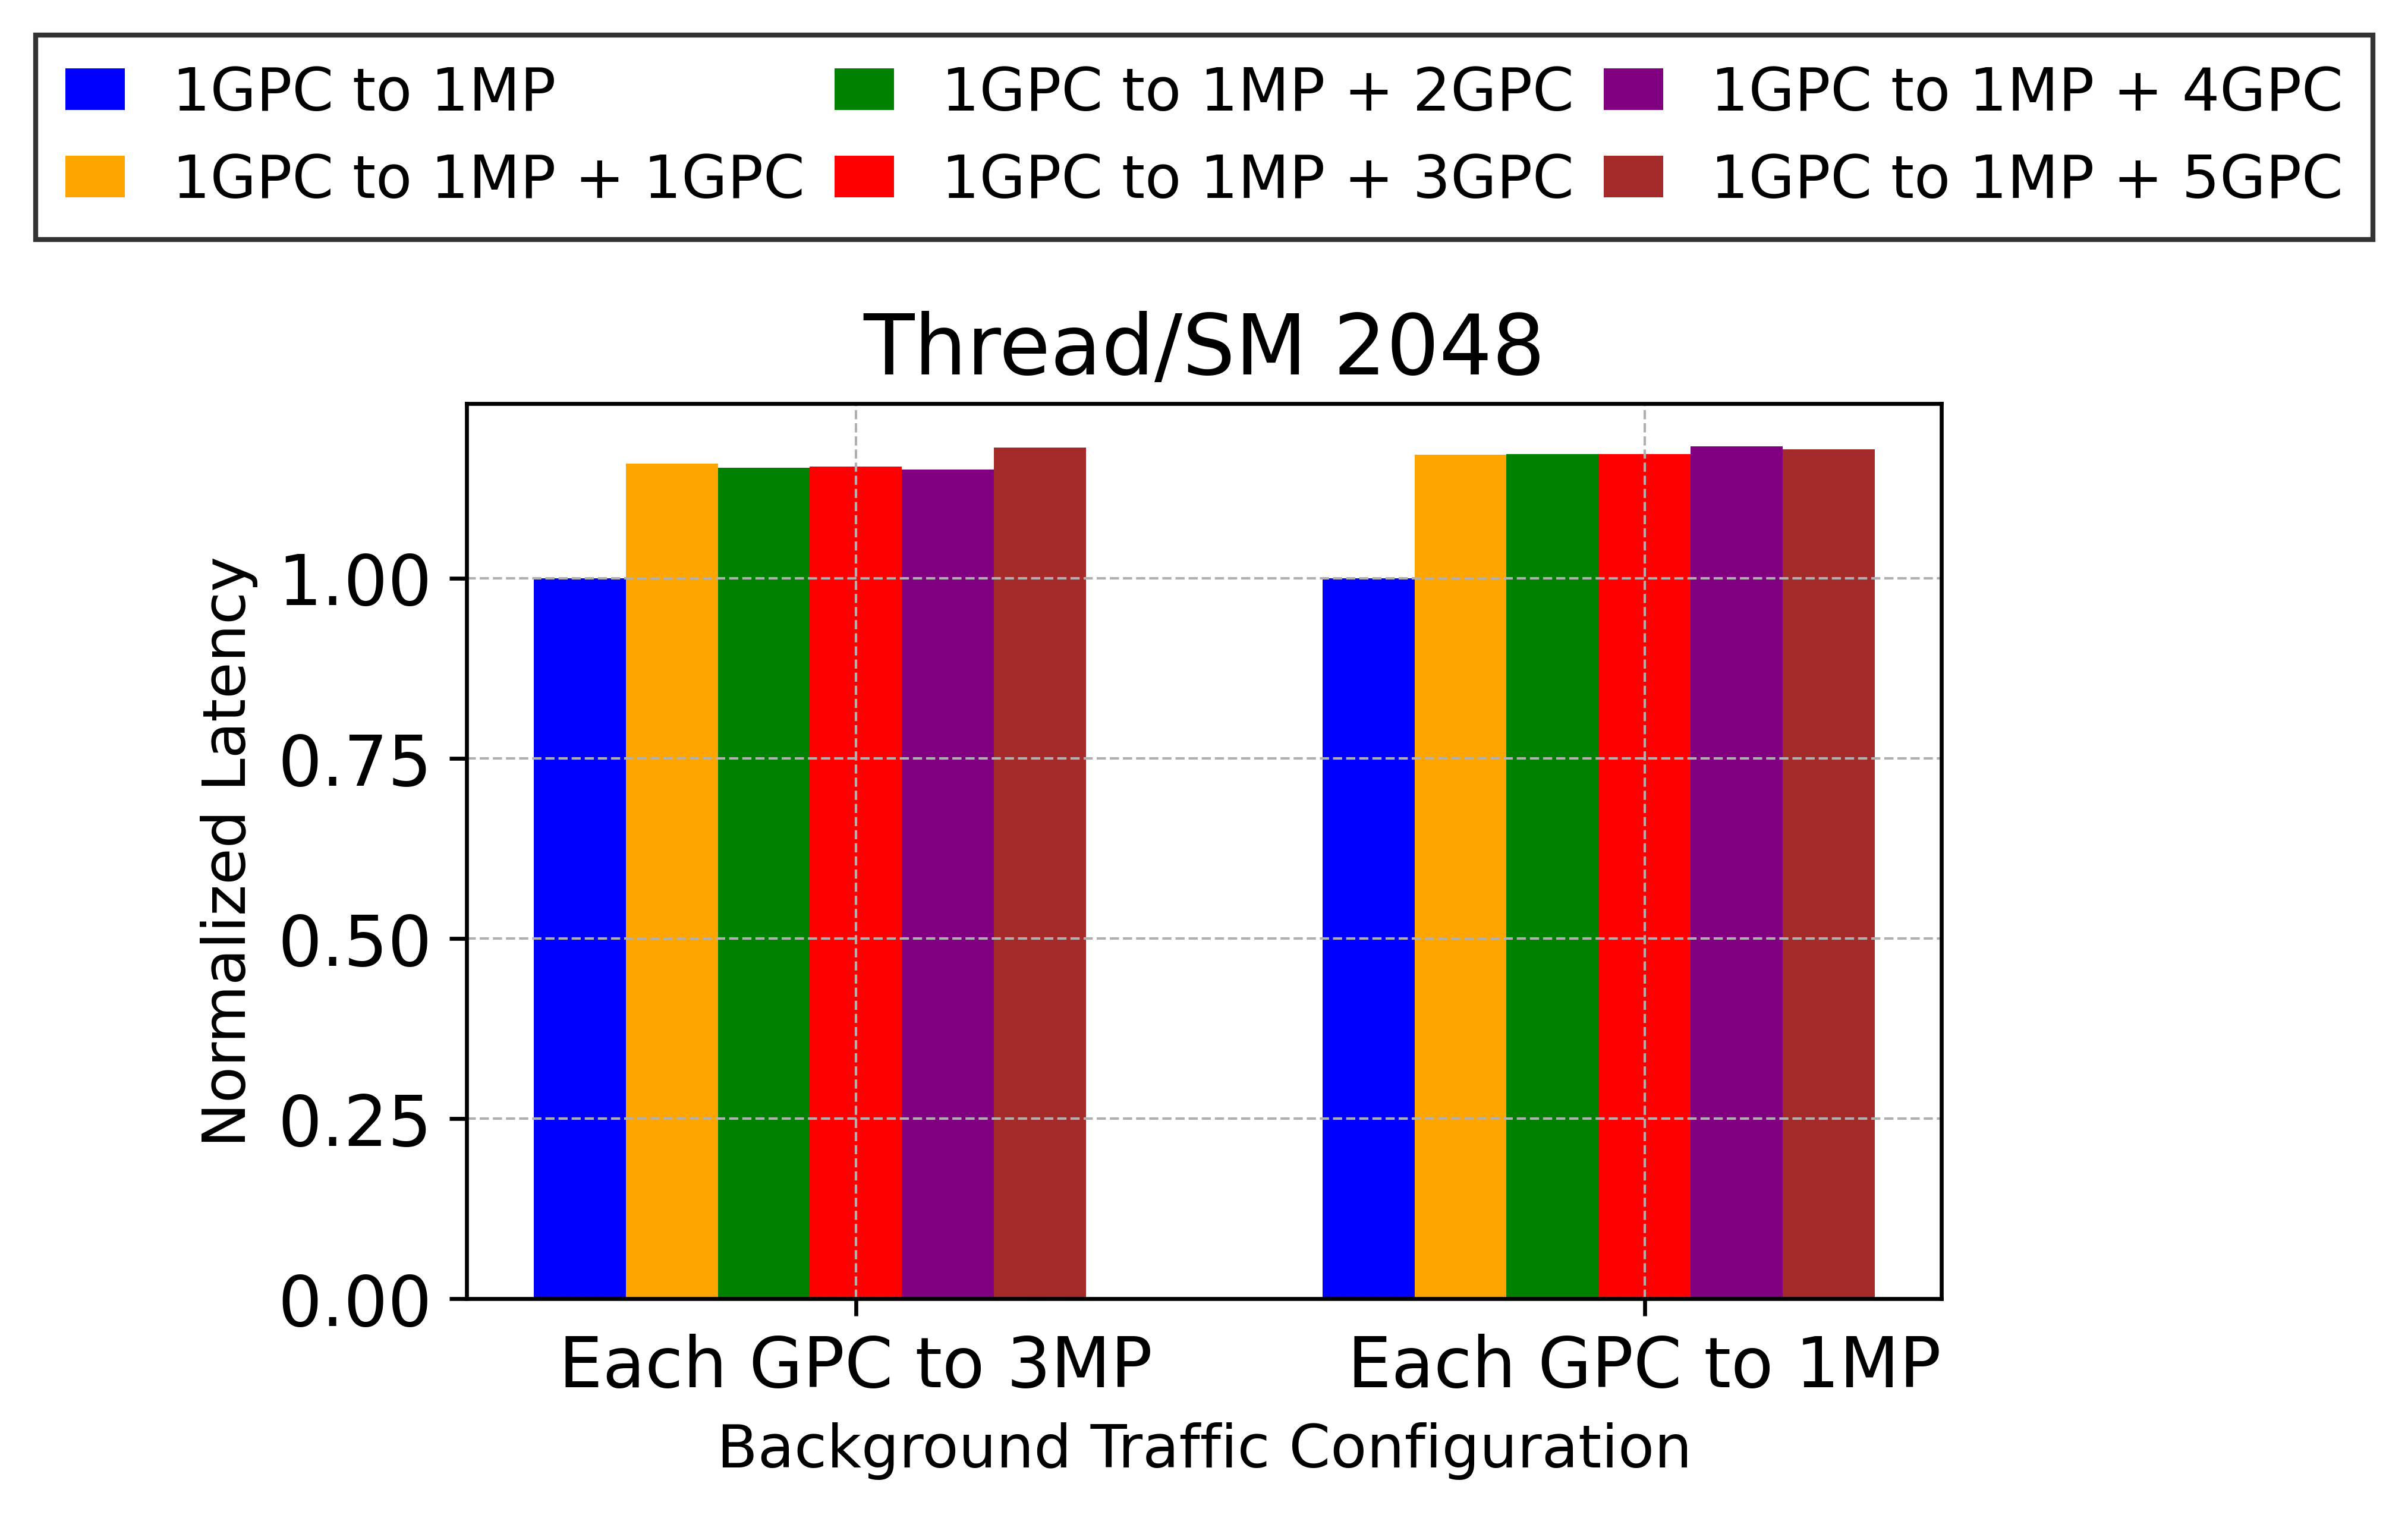 1GPC to 1MP
1GPC to 1MP + 1GPC
1GPC to 1MP + 2GPC
1GPC to 1MP + 3GPC
1GPC to 1MP + 4GPC
1GPC to 1MP + 5GPC
Thread/SM 2048
Normalized Latency
1.00
0.75
0.50
0.25
0.00
Each GPC to 3MP
Each GPC to 1MP
Background Traffic Configuration